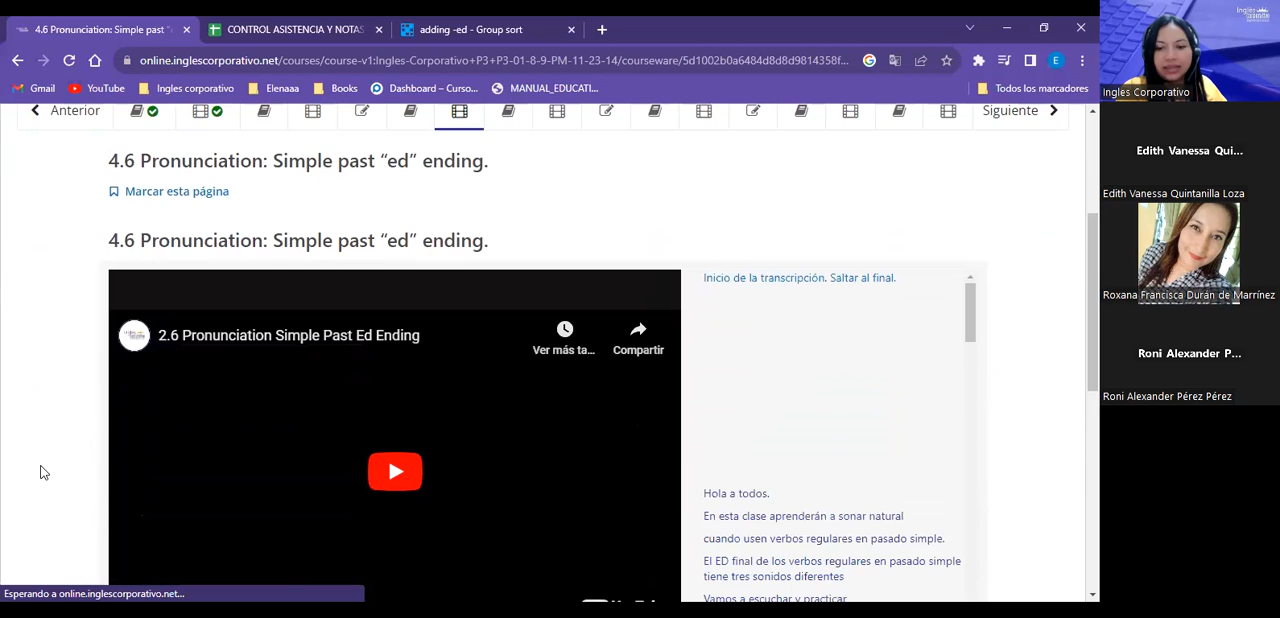 4.6 Pronunciation: Simple past "
CONTROL ASISTENCIA Y NOTAS
adding -ed - Group sort
online.inglescorporativo.net/courses/course-v1:Ingles-Corporativo+P3+P3-01-8-9-PM-11-23-14/courseware/5d1002b0a6484d8d8d9814358f...
E
Gmail
YouTube
Ingles corporativo
Elenaaa
Books
Dashboard – Curso...
MANUAL_EDUCATI...
Todos los marcadores
Anterior
Siguiente
4.6 Pronunciation: Simple past “ed” ending.
Marcar esta página
4.6 Pronunciation: Simple past “ed” ending.
2.6 Pronunciation Simple Past Ed Ending
Ver más ta...
Compartir
Inicio de la transcripción. Saltar al final.
Hola a todos.
En esta clase aprenderán a sonar natural
cuando usen verbos regulares en pasado simple.
El ED final de los verbos regulares en pasado simple
tiene tres sonidos diferentes
Vamos a escuchar y practicar
Esperando a online.inglescorporativo.net...
Ingles Corporativo
Edith Vanessa Qui...
Edith Vanessa Quintanilla Loza
Roxana Francisca Durán de Marrínez
Roni Alexander P...
Roni Alexander Pérez Pérez